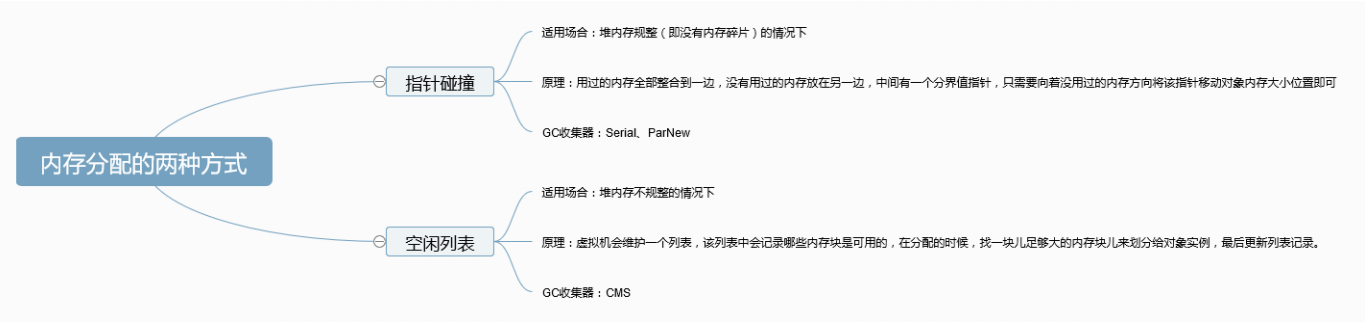 内存分配的两种方式
指针碰撞
适用场合：堆内存规整（即没有内存碎片）的情况下
原理：用过的内存全部整合到一边，没有用过的内存放在另一边，中间有一个分界值指针，只需要向着没用过的内存方向将该指针移动对象内存大小位置即可
GC收集器：Serial、ParNew
空闲列表
适用场合：堆内存不规整的情况下
原理：虚拟机会维护一个列表，该列表中会记录哪些内存块是可用的，在分配的时候，找一块儿足够大的内存块儿来划分给对象实例，最后更新列表记录。
GC收集器：CMS